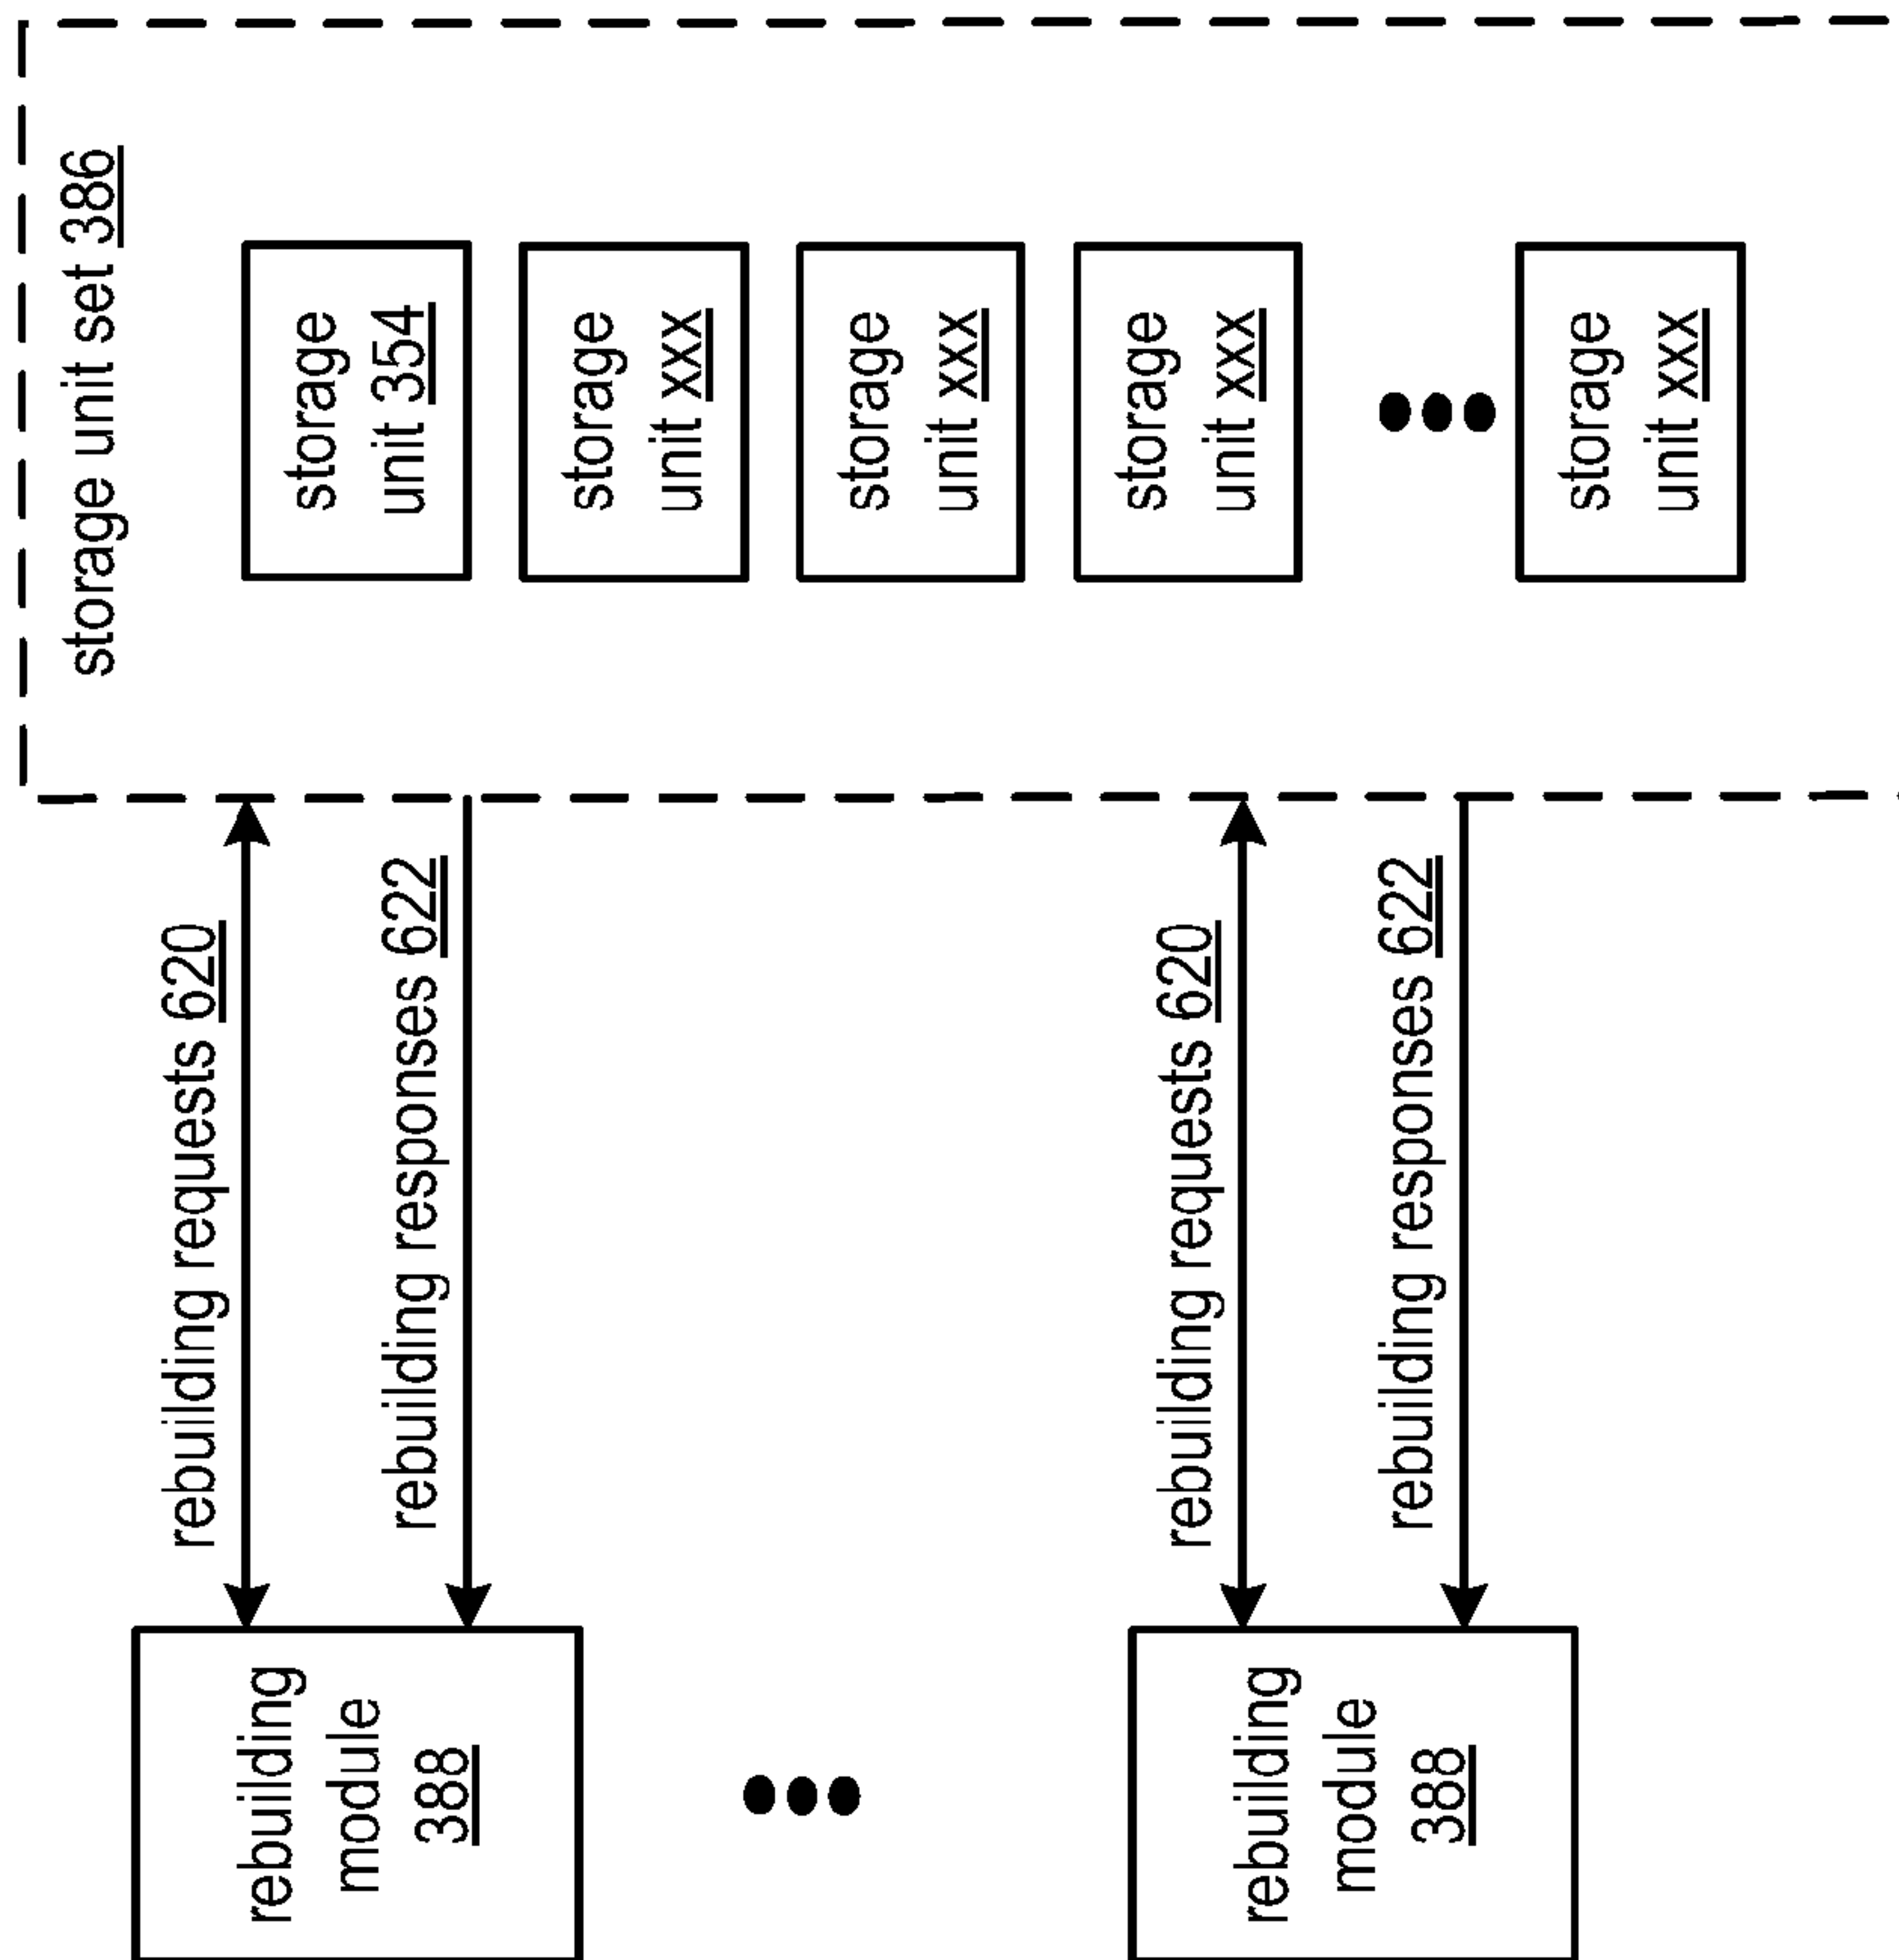 storage unit set 386
storage
unit 354
storage
unit xxx
storage
unit xxx
storage
unit xxx
storage
unit xxx
rebuilding requests 620
rebuilding responses 622
rebuilding requests 620
rebuilding responses 622
rebuilding
module
388
rebuilding
module
388